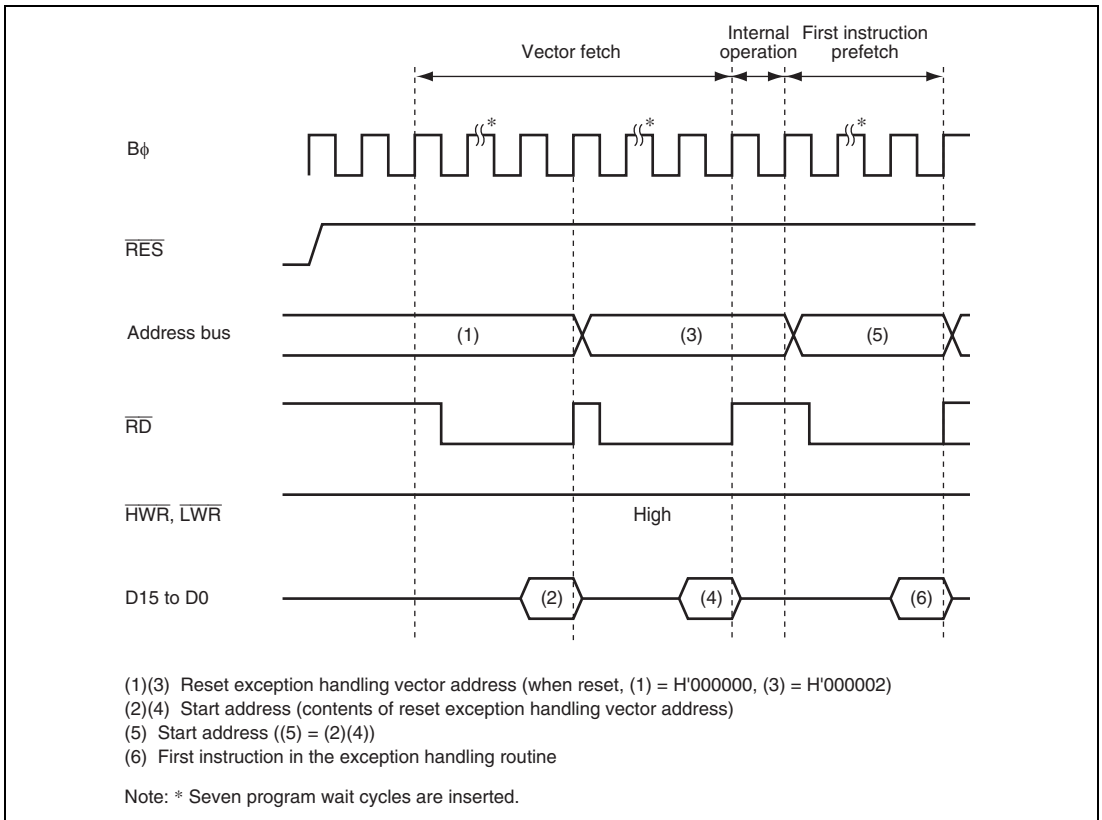 Vector fetch
Internal operation
First instruction prefetch
Bφ
*
*
*
RES
Address bus
(1)
(3)
(5)
RD
HWR, LWR
High
D15 to D0
(2)
(4)
(6)
(1)(3) Reset exception handling vector address (when reset, (1) = H'000000, (3) = H'000002)
(2)(4) Start address (contents of reset exception handling vector address)
(5) Start address ((5) = (2)(4))
(6) First instruction in the exception handling routine
Note: * Seven program wait cycles are inserted.